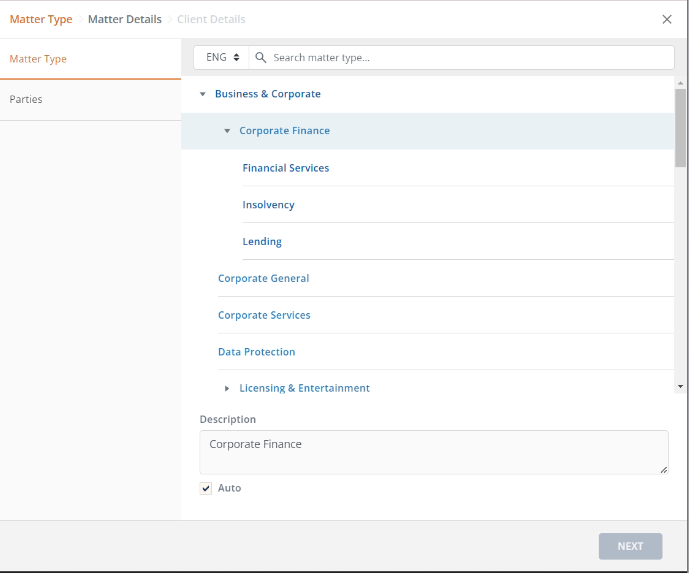 Matter Type Matter Details Client Details
Matter Type
Parties
ENG Search matter type...
Business & Corporate
Corporate Finance
Financial Services
Insolvency
Lending
Corporate General
Corporate Services
Data Protection
Licensing & Entertainment
Description
Corporate Finance
Auto
NEXT